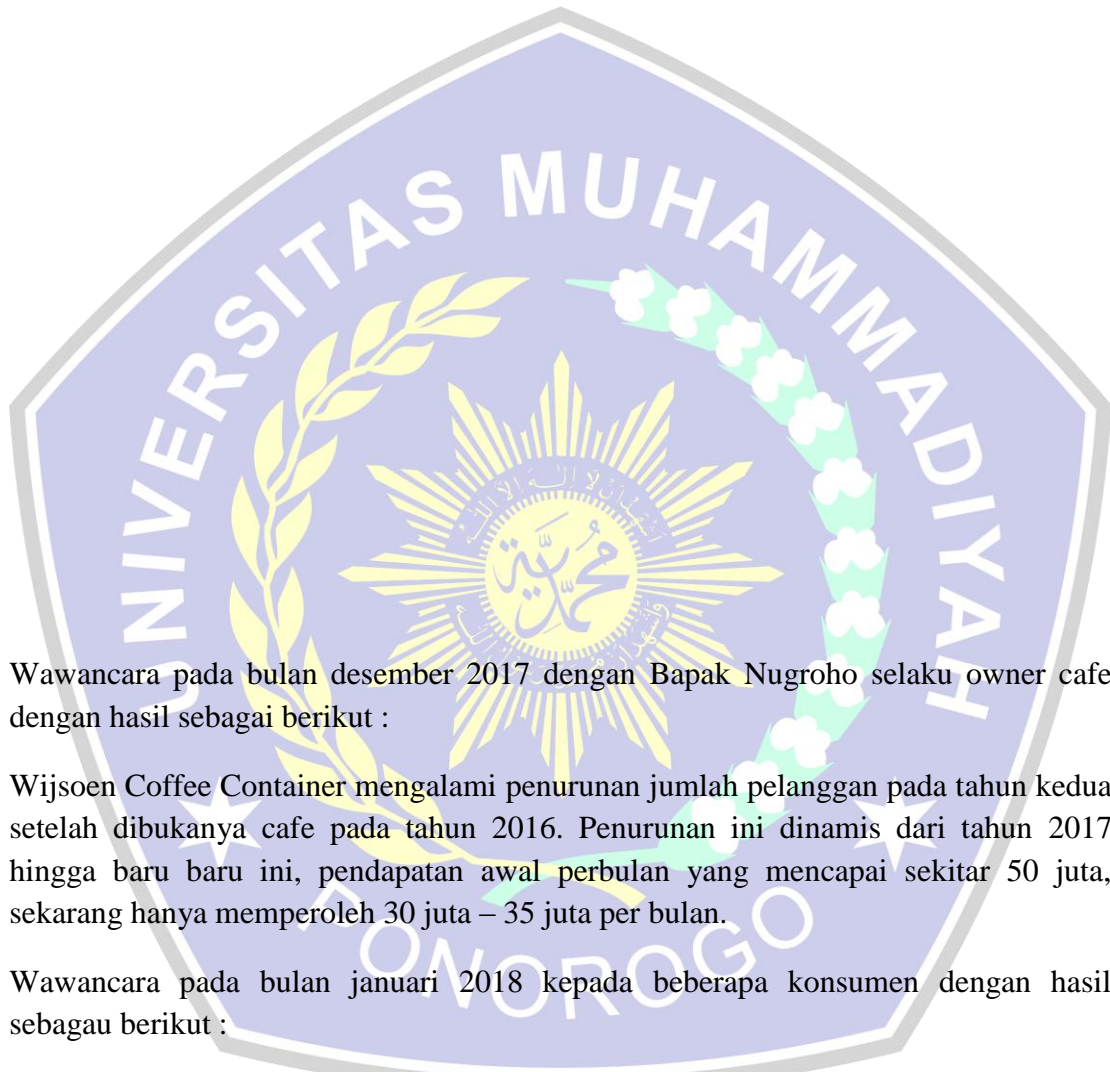 UNIVERSITAS MUHAMMADIYAH
محمد
Wawancara pada bulan desember 2017 dengan Bapak Nugroho selaku owner cafe
dengan hasil sebagai berikut :
Wijsoen Coffee Container mengalami penurunan jumlah pelanggan pada tahun kedua
setelah dibukanya cafe pada tahun 2016. Penurunan ini dinamis dari tahun 2017
hingga baru baru ini, pendapatan awal perbulan yang mencapai sekitar 50 juta,
sekarang hanya memperoleh 30 juta – 35 juta per bulan.
PONOROGO
Wawancara pada bulan januari 2018 kepada beberapa konsumen dengan hasil
sebagau berikut :